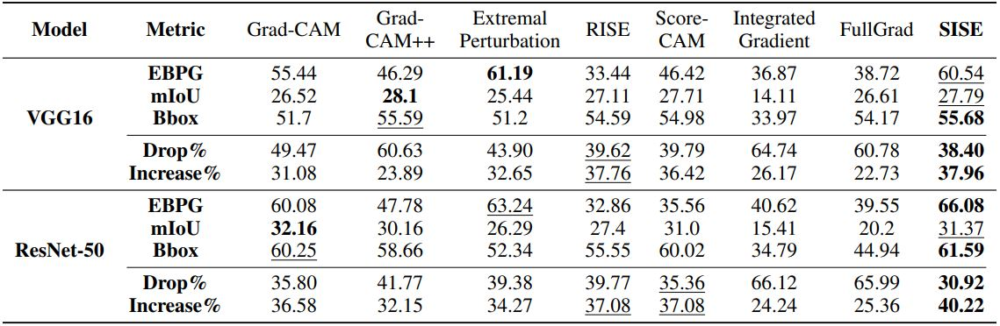 Model Metric Grad-CAM Grad-CAM++ Extremal Perturbation RISE Score-CAM Integrated Gradient FullGrad SISE
VGG16
EBPG 55.44 46.29 61.19 33.44 46.42 36.87 38.72 60.54
mIoU 26.52 28.1 25.44 27.11 27.71 14.11 26.61 27.79
Bbox 51.7 55.59 51.2 54.59 54.98 33.97 54.17 55.68
Drop% 49.47 60.63 43.90 39.62 39.79 64.74 60.78 38.40
Increase% 31.08 23.89 32.65 37.76 36.42 26.17 22.73 37.96
ResNet-50
EBPG 60.08 47.78 63.24 32.86 35.56 40.62 39.55 66.08
mIoU 32.16 30.16 26.29 27.4 31.0 15.41 20.2 31.37
Bbox 60.25 58.66 52.34 55.55 60.02 34.79 44.94 61.59
Drop% 35.80 41.77 39.38 39.77 35.36 66.12 65.99 30.92
Increase% 36.58 32.15 34.27 37.08 37.08 24.24 25.36 40.22